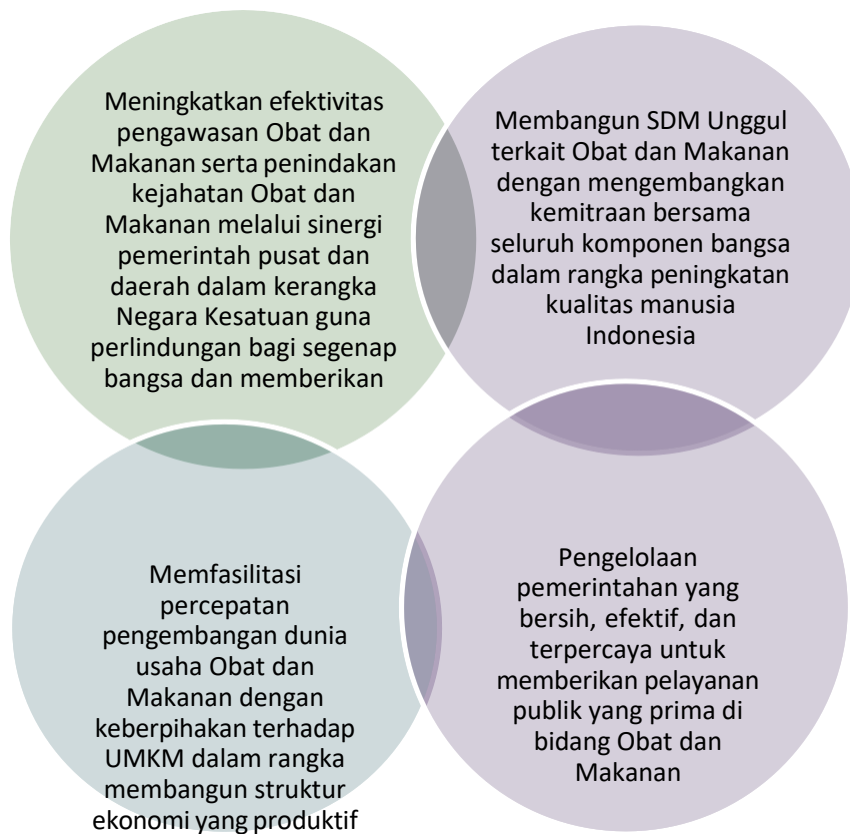 Meningkatkan efektivitas
pengawasan Obat dan
Makanan serta penindakan
kejahatan Obat dan
Makanan melalui sinergi
pemerintah pusat dan
daerah dalam kerangka
Negara Kesatuan guna
perlindungan bagi segenap
bangsa dan memberikan
Membangun SDM Unggul
terkait Obat dan Makanan
dengan mengembangkan
kemitraan bersama
seluruh komponen bangsa
dalam rangka peningkatan
kualitas manusia
Indonesia
Memfasilitasi
percepatan
pengembangan dunia
usaha Obat dan
Makanan dengan
keberpihakan terhadap
UMKM dalam rangka
membangun struktur
ekonomi yang produktif
Pengelolaan
pemerintahan yang
bersih, efektif, dan
terpercaya untuk
memberikan pelayanan
publik yang prima di
bidang Obat dan
Makanan